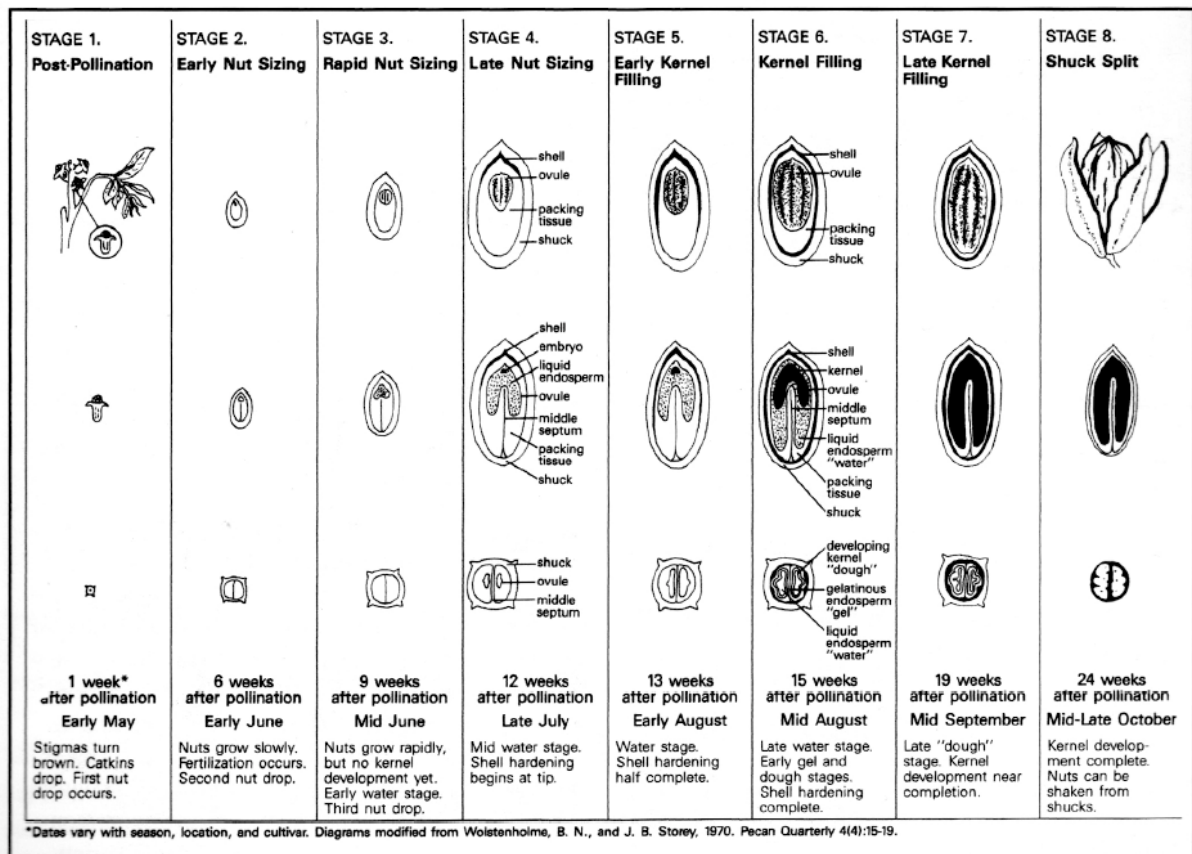 STAGE 1.
Post-Pollination
1 week*
after pollination
Early May
Stigmas turn
brown. Catkins
drop. First nut
drop occurs.
STAGE 2.
Early Nut Sizing
6 weeks
after pollination
Early June
Nuts grow slowly.
Fertilization occurs.
Second nut drop.
STAGE 3.
Rapid Nut Sizing
9 weeks
after pollination
Mid June
Nuts grow rapidly,
but no kernel
development yet.
Early water stage.
Third nut drop.
STAGE 4.
Late Nut Sizing
shell
ovule
packing
tissue
shuck
shell
embryo
liquid
endosperm
ovule
middle
septum
packing
tissue
shuck
shuck
ovule
middle
septum
12 weeks
after pollination
Late July
Mid water stage.
Shell hardening
begins at tip.
STAGE 5.
Early Kernel
Filling
13 weeks
after pollination
Early August
Water stage.
Shell hardening
half complete.
STAGE 6.
Kernel Filling
shell
ovule
packing
tissue
shuck
shell
kernel
ovule
middle
septum
liquid
endosperm
"water"
packing
tissue
shuck
developing
kernel
"dough"
gelatinous
endosperm
"gel"
liquid
endosperm
"water"
15 weeks
after pollination
Mid August
Late water stage.
Early gel and
dough stages.
Shell hardening
complete.
STAGE 7.
Late Kernel
Filling
19 weeks
after pollination
Mid September
Late "dough"
stage. Kernel
development near
completion.
STAGE 8.
Shuck Split
24 weeks
after pollination
Mid-Late October
Kernel develop-
ment complete.
Nuts can be
shaken from
shucks.
*Dates vary with season, location, and cultivar. Diagrams modified from Wolstenholme, B. N., and J. B. Storey, 1970. Pecan Quarterly 4(4):15-19.